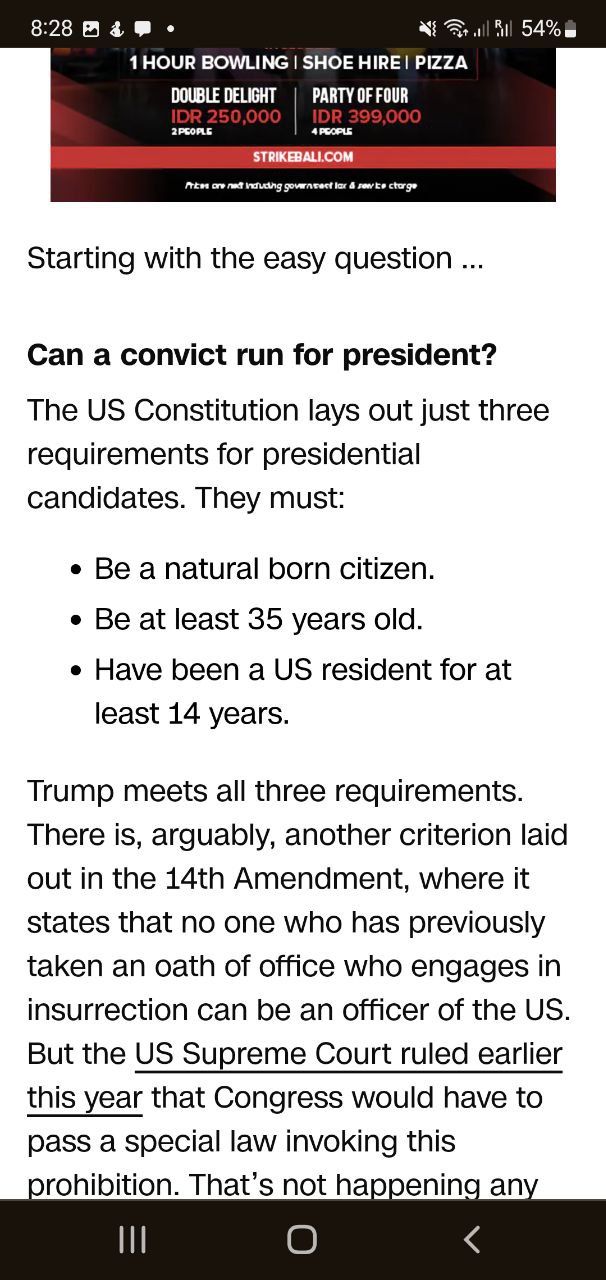 8:28
54%
1 HOUR BOWLING | SHOE HIRE | PIZZA
DOUBLE DELIGHT
IDR 250,000
2 PEOPLE
PARTY OF FOUR
IDR 399,000
4 PEOPLE
STRIKEBALI.COM
Prices are nett including government tax & service charge
Starting with the easy question ...
Can a convict run for president?
The US Constitution lays out just three
requirements for presidential
candidates. They must:
• Be a natural born citizen.
• Be at least 35 years old.
• Have been a US resident for at
least 14 years.
Trump meets all three requirements.
There is, arguably, another criterion laid
out in the 14th Amendment, where it
states that no one who has previously
taken an oath of office who engages in
insurrection can be an officer of the US.
But the US Supreme Court ruled earlier
this year that Congress would have to
pass a special law invoking this
prohibition. That’s not happening any